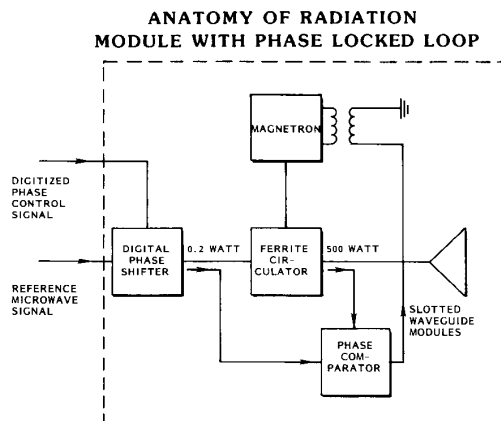 ANATOMY OF RADIATION
MODULE WITH PHASE LOCKED LOOP
MAGNETRON
DIGITIZED
PHASE
CONTROL
SIGNAL
DIGITAL
PHASE
SHIFTER
0.2 WATT
FERRITE
CIR-
CULATOR
500 WATT
REFERENCE
MICROWAVE
SIGNAL
SLOTTED
WAVEGUIDE
MODULES
PHASE
COM-
PARATOR